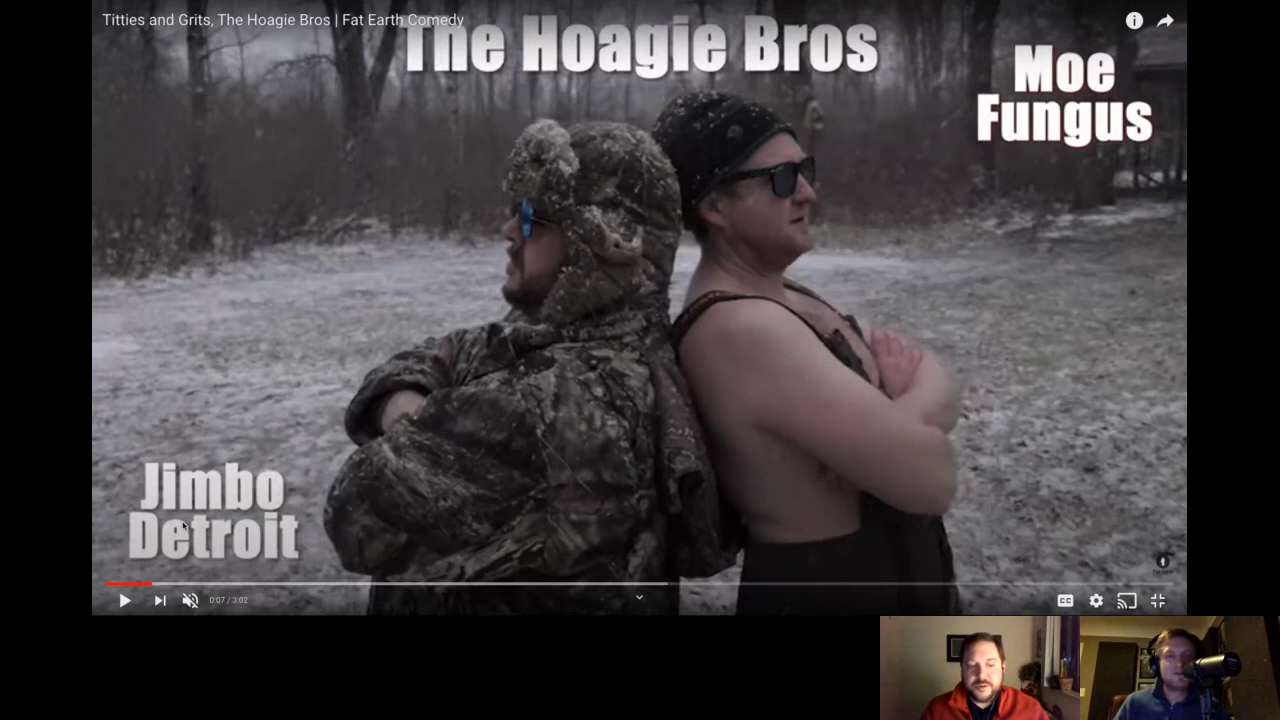 Titties and Grits, The Hoagie Bros | Fat Earth Comedy
The Hoagie Bros
Moe
Fungus
Jimbo
Detroit
0:07 / 3:02
CC